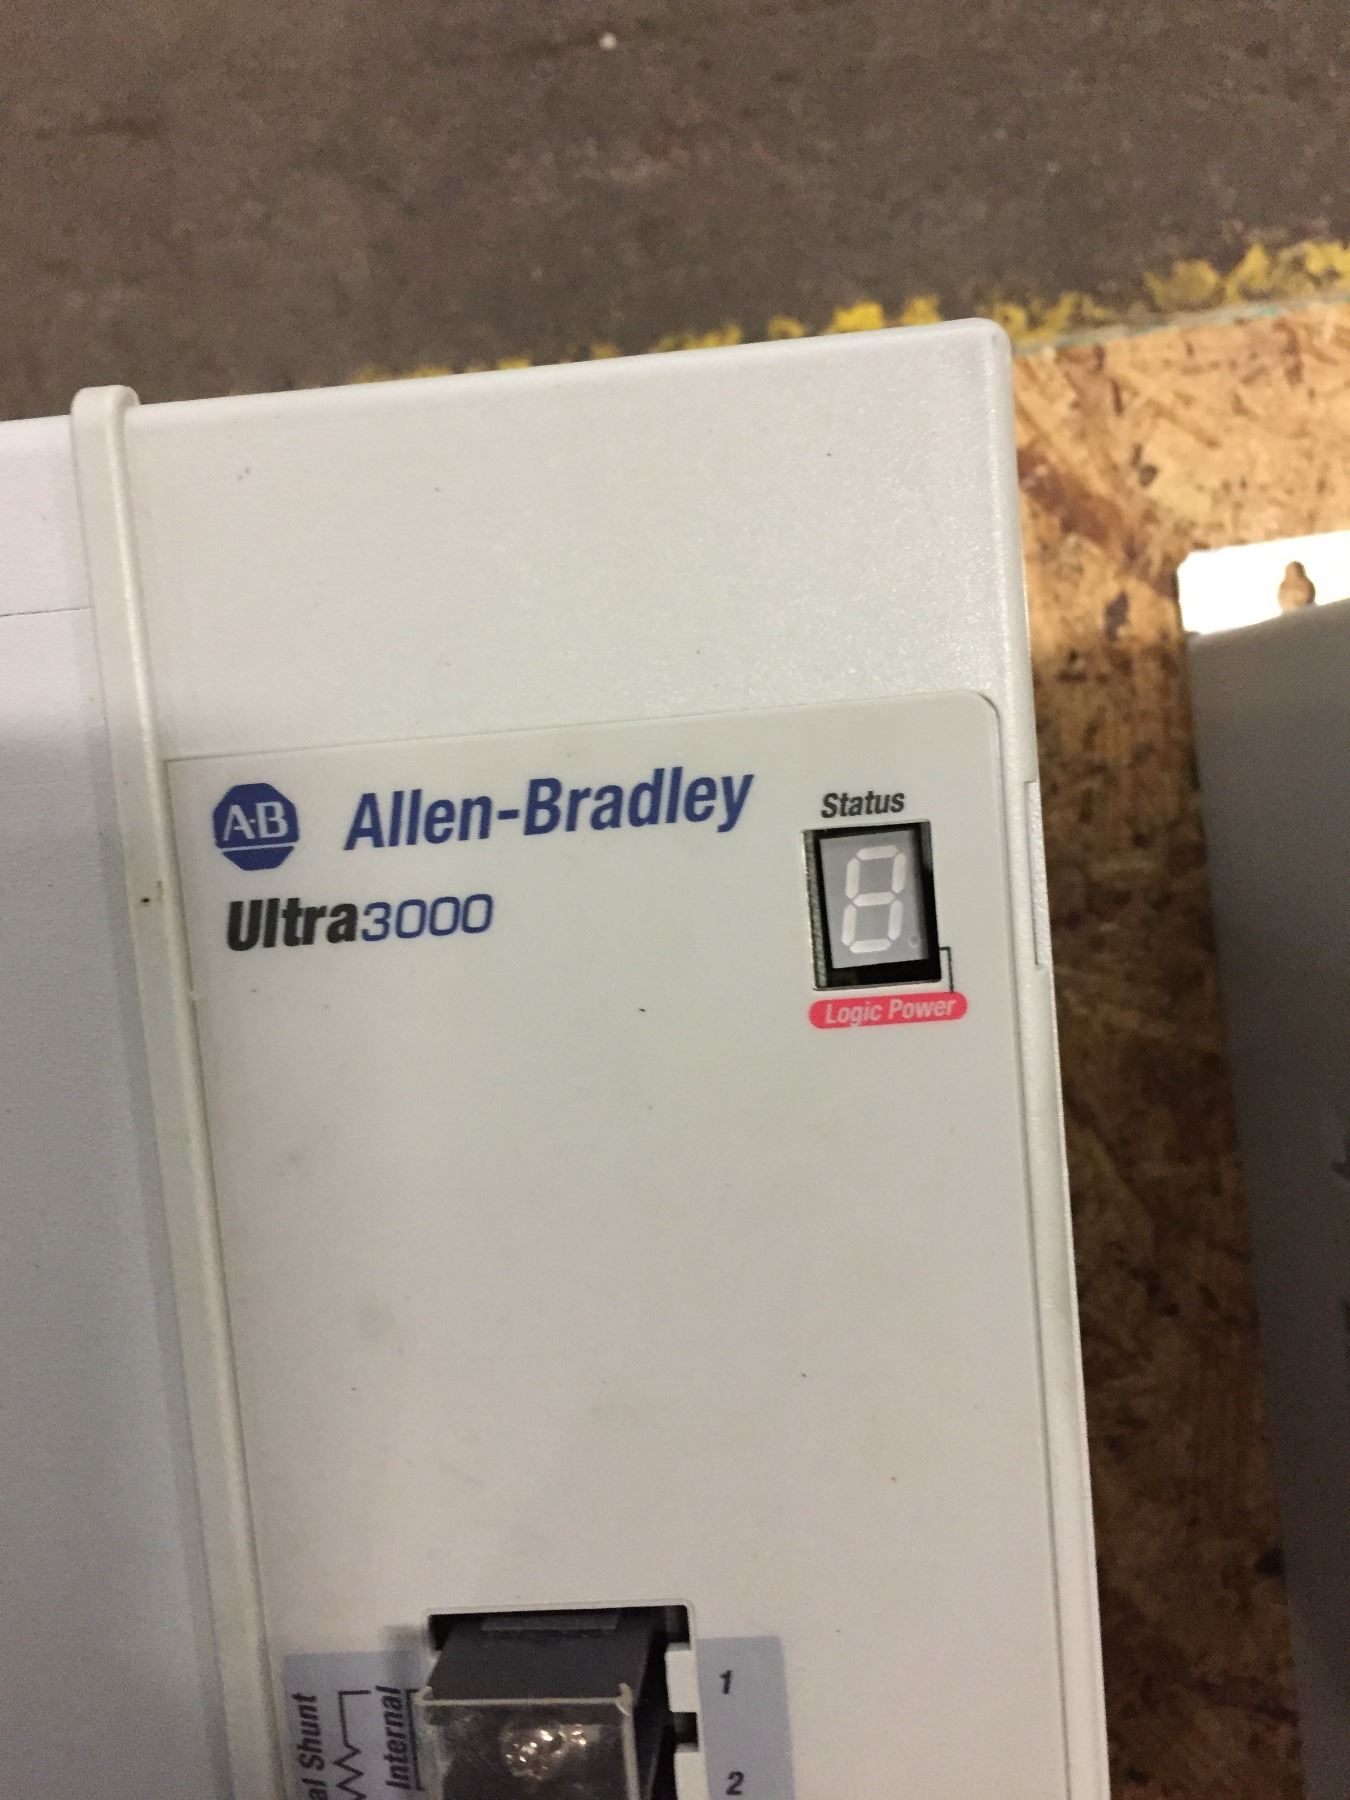 A·B Allen-Bradley
Status
Ultra3000
Logic Power
al Shunt
Internal
1
2